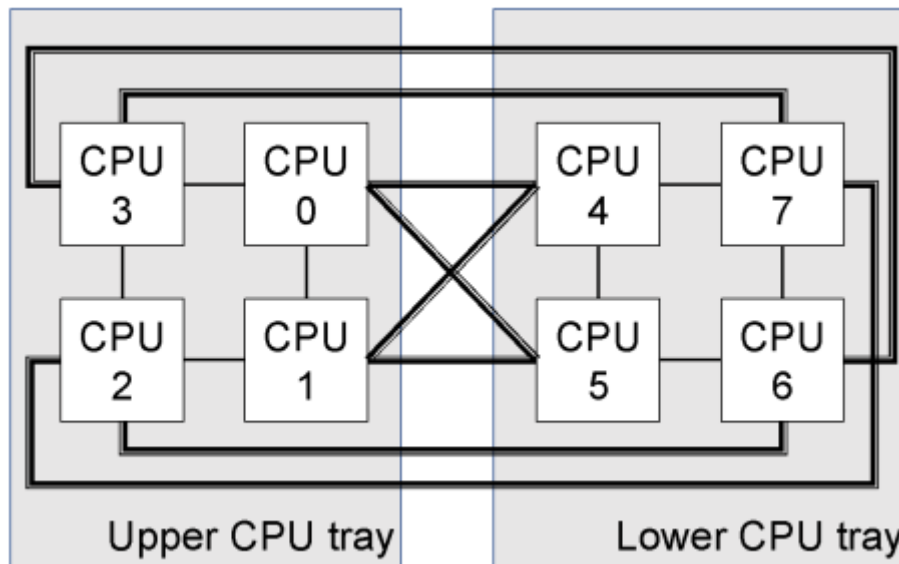 CPU
3
CPU
0
CPU
4
CPU
7
CPU
2
CPU
1
CPU
5
CPU
6
Upper CPU tray
Lower CPU tray